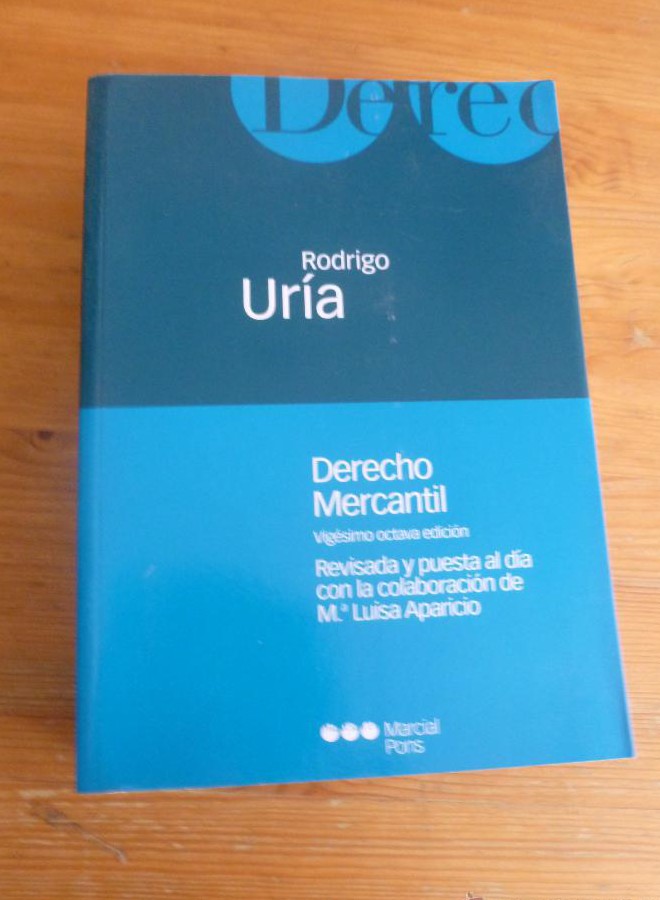 Derec
Rodrigo
Uría
Derecho
Mercantil
Vigésimo octava edición
Revisada y puesta al día
con la colaboración de
M.ª Luisa Aparicio
Marcial
Pons